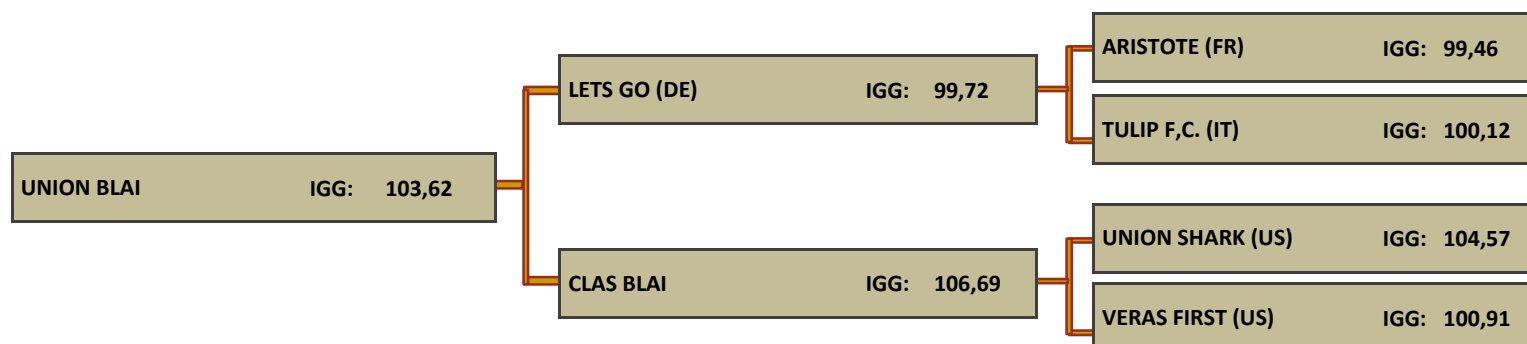 ARISTOTE (FR) IGG: 99,46
LETS GO (DE) IGG: 99,72
TULIP F,C. (IT) IGG: 100,12
UNION BLAI IGG: 103,62
UNION SHARK (US) IGG: 104,57
CLAS BLAI IGG: 106,69
VERAS FIRST (US) IGG: 100,91